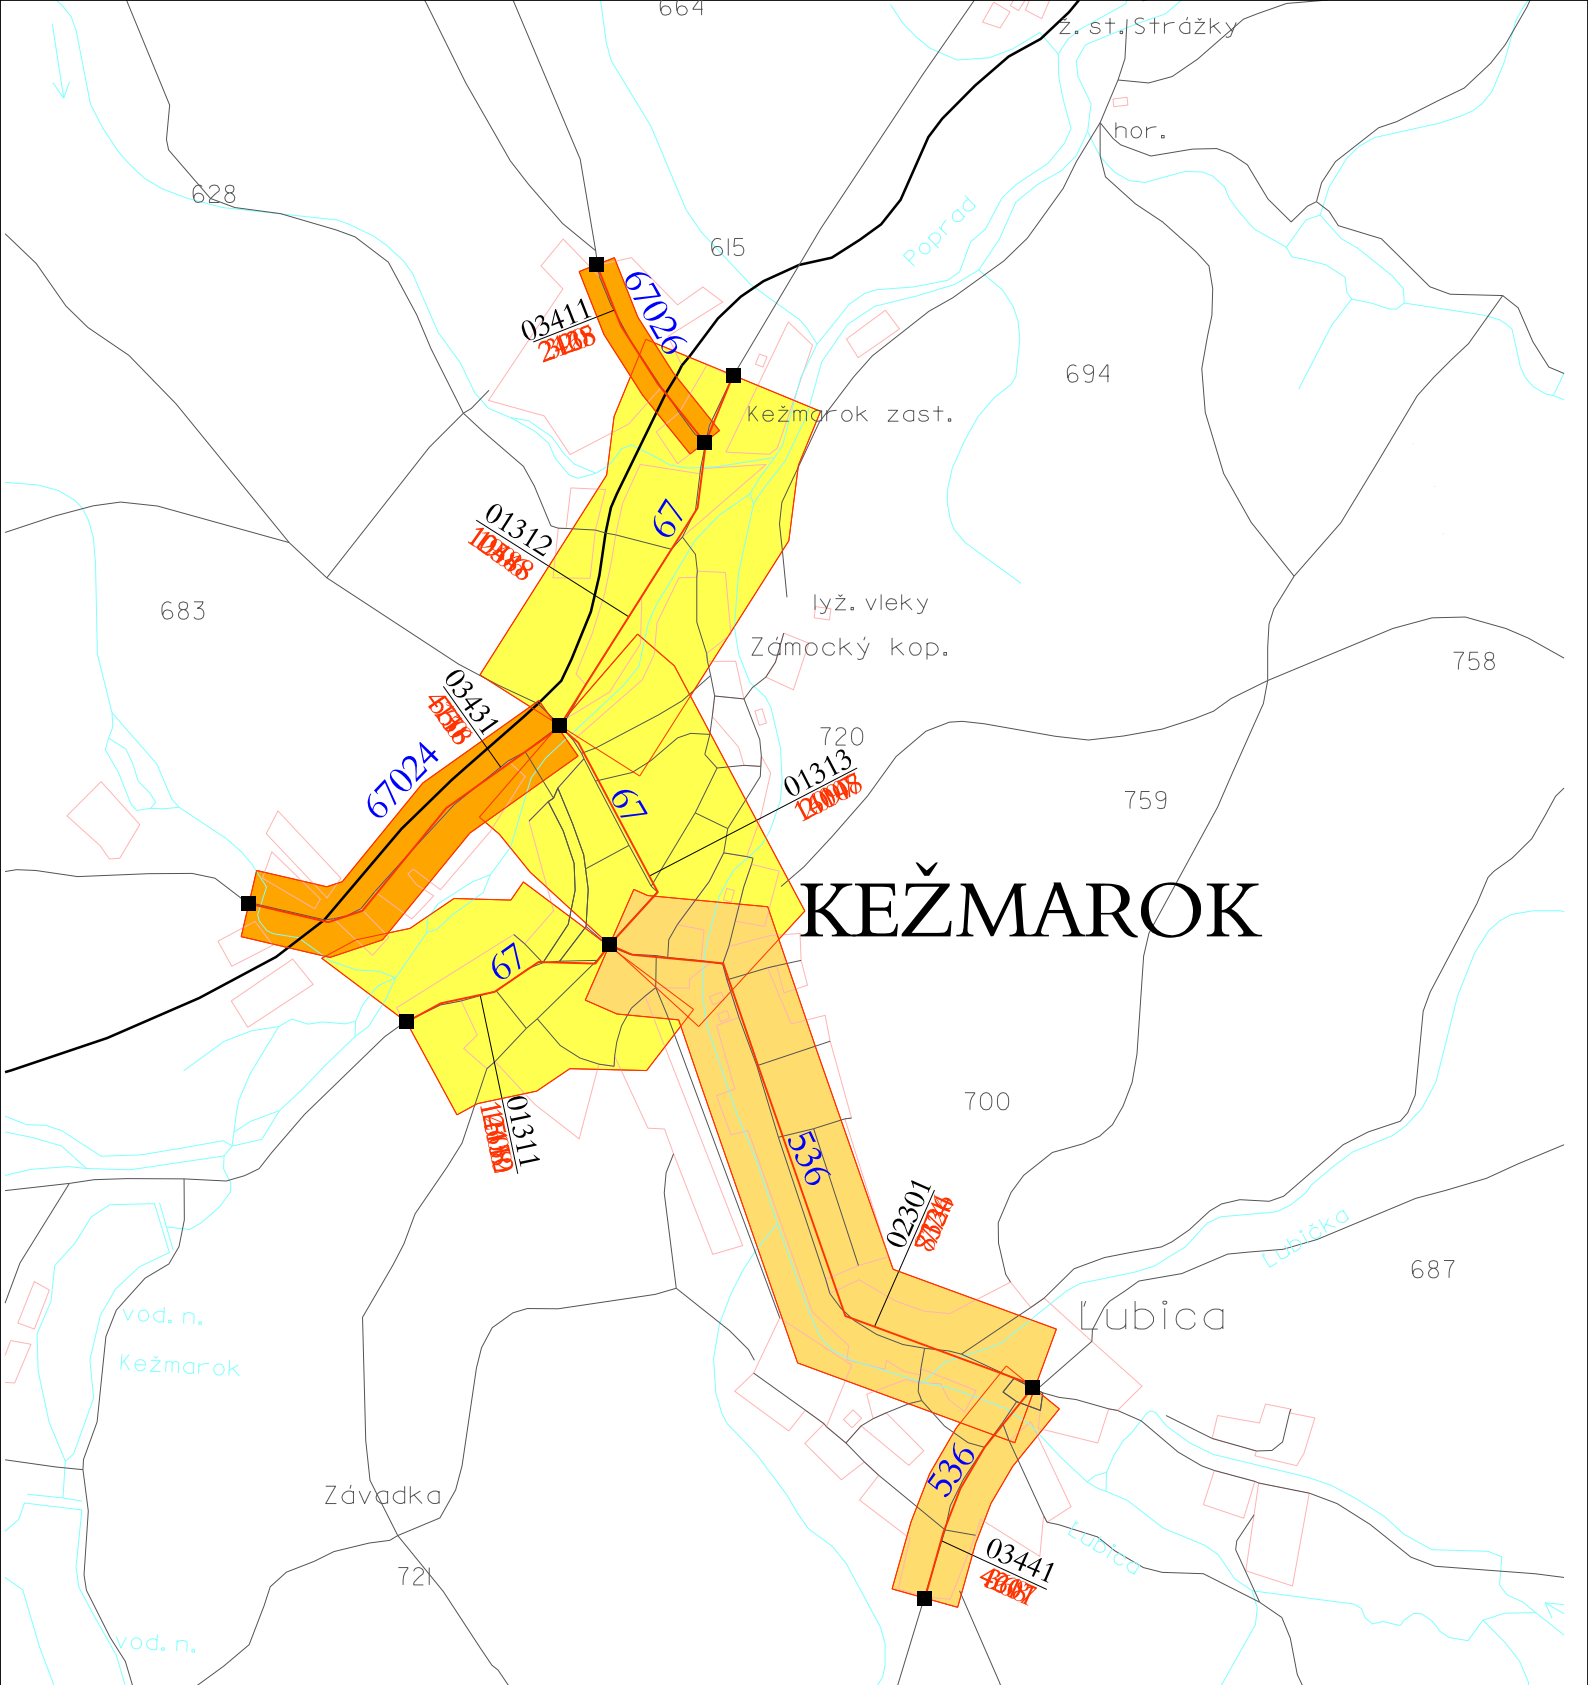 664
ž.st.Strážky
hor.
628
Poprad
615
67026
03411
694
Kežmarok zast.
67
01312
lyž.vleky
683
Zámocký kop.
758
03431
720
67024
01313
67
759
KEŽMAROK
67
01311
700
536
02301
Ľubička
687
vod.n.
Ľubica
Kežmarok
536
Závadka
Ľubica
03441
721
vod.n.